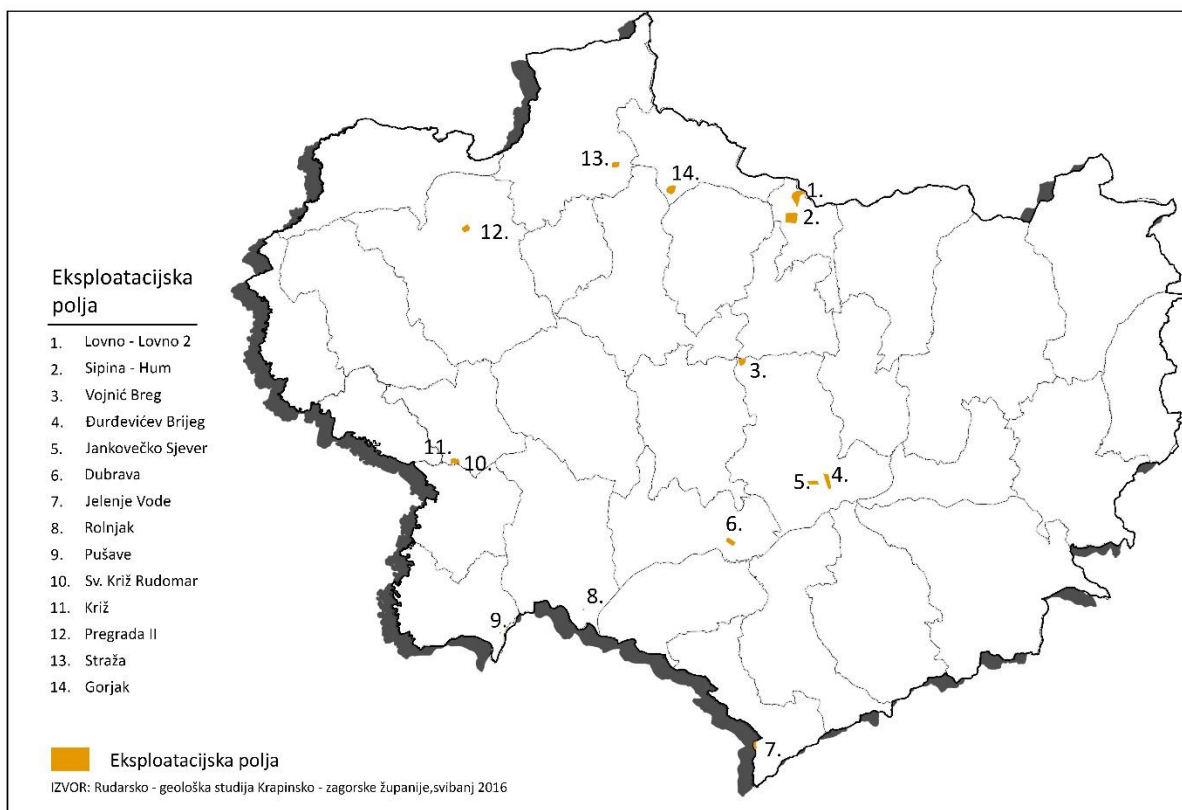 13.
14.
1.
2.
12.
Eksploatacijska
polja
1. Lovno - Lovno 2
2. Sipina - Hum
3. Vojnić Breg
4 Đurđevićev Brijeg
5. Jankovečko Sjever
6. Dubrava
7. Jelenje Vode
8. Rolnjak
9. Pušave
10. Sv. Križ Rudomar
11. Križ
12. Pregrada II
13. Straža
14. Gorjak
3.
11.
10.
5.
4.
6.
8.
9.
7.
Eksploatacijska polja
IZVOR: Rudarsko - geološka studija Krapinsko - zagorske županije,svibanj 2016